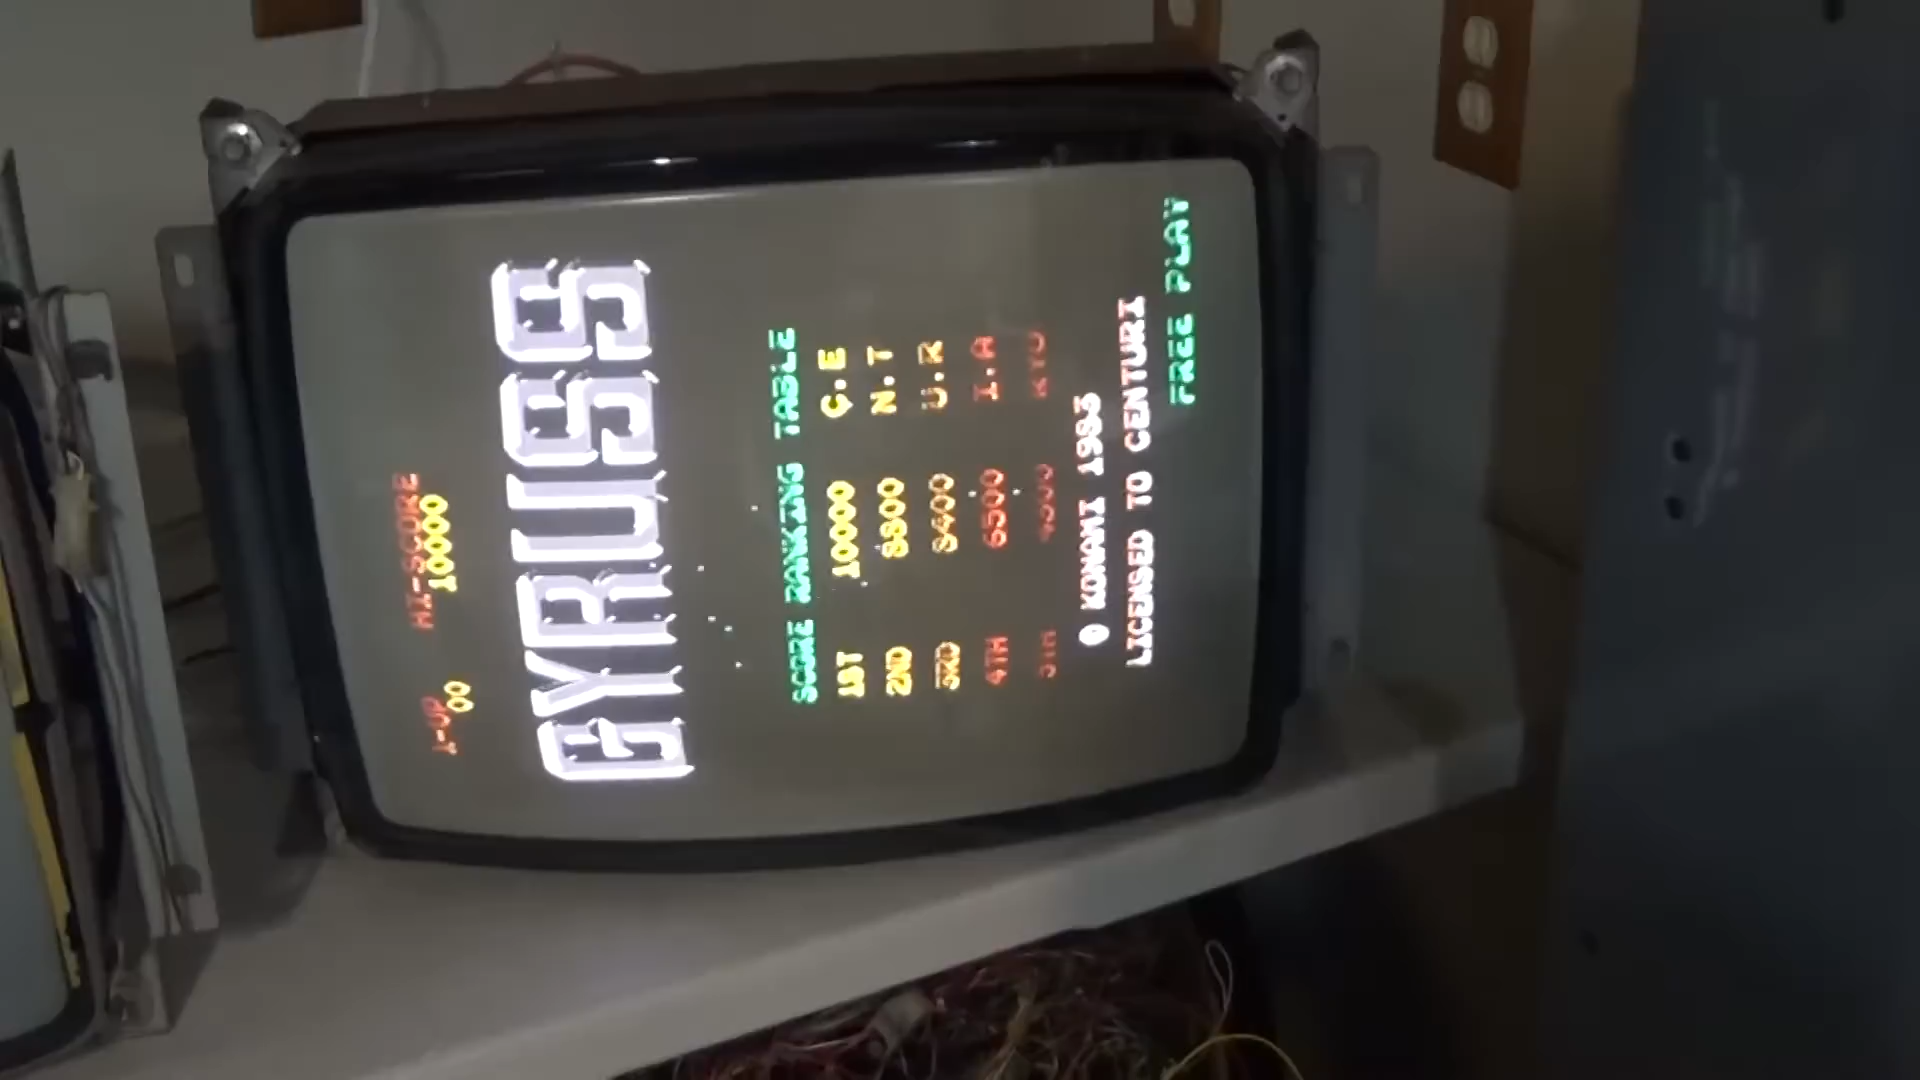 1-UP HI-SCORE
00 10000
GYRUSS
SCORE RANKING TABLE
1ST 10000 G.E
2ND 8800 N.T
3RD 8400 U.R
4TH 6500 I.A
5TH 4300 KYO
© KONAMI 1983
LICENSED TO CENTURI
FREE PLAY